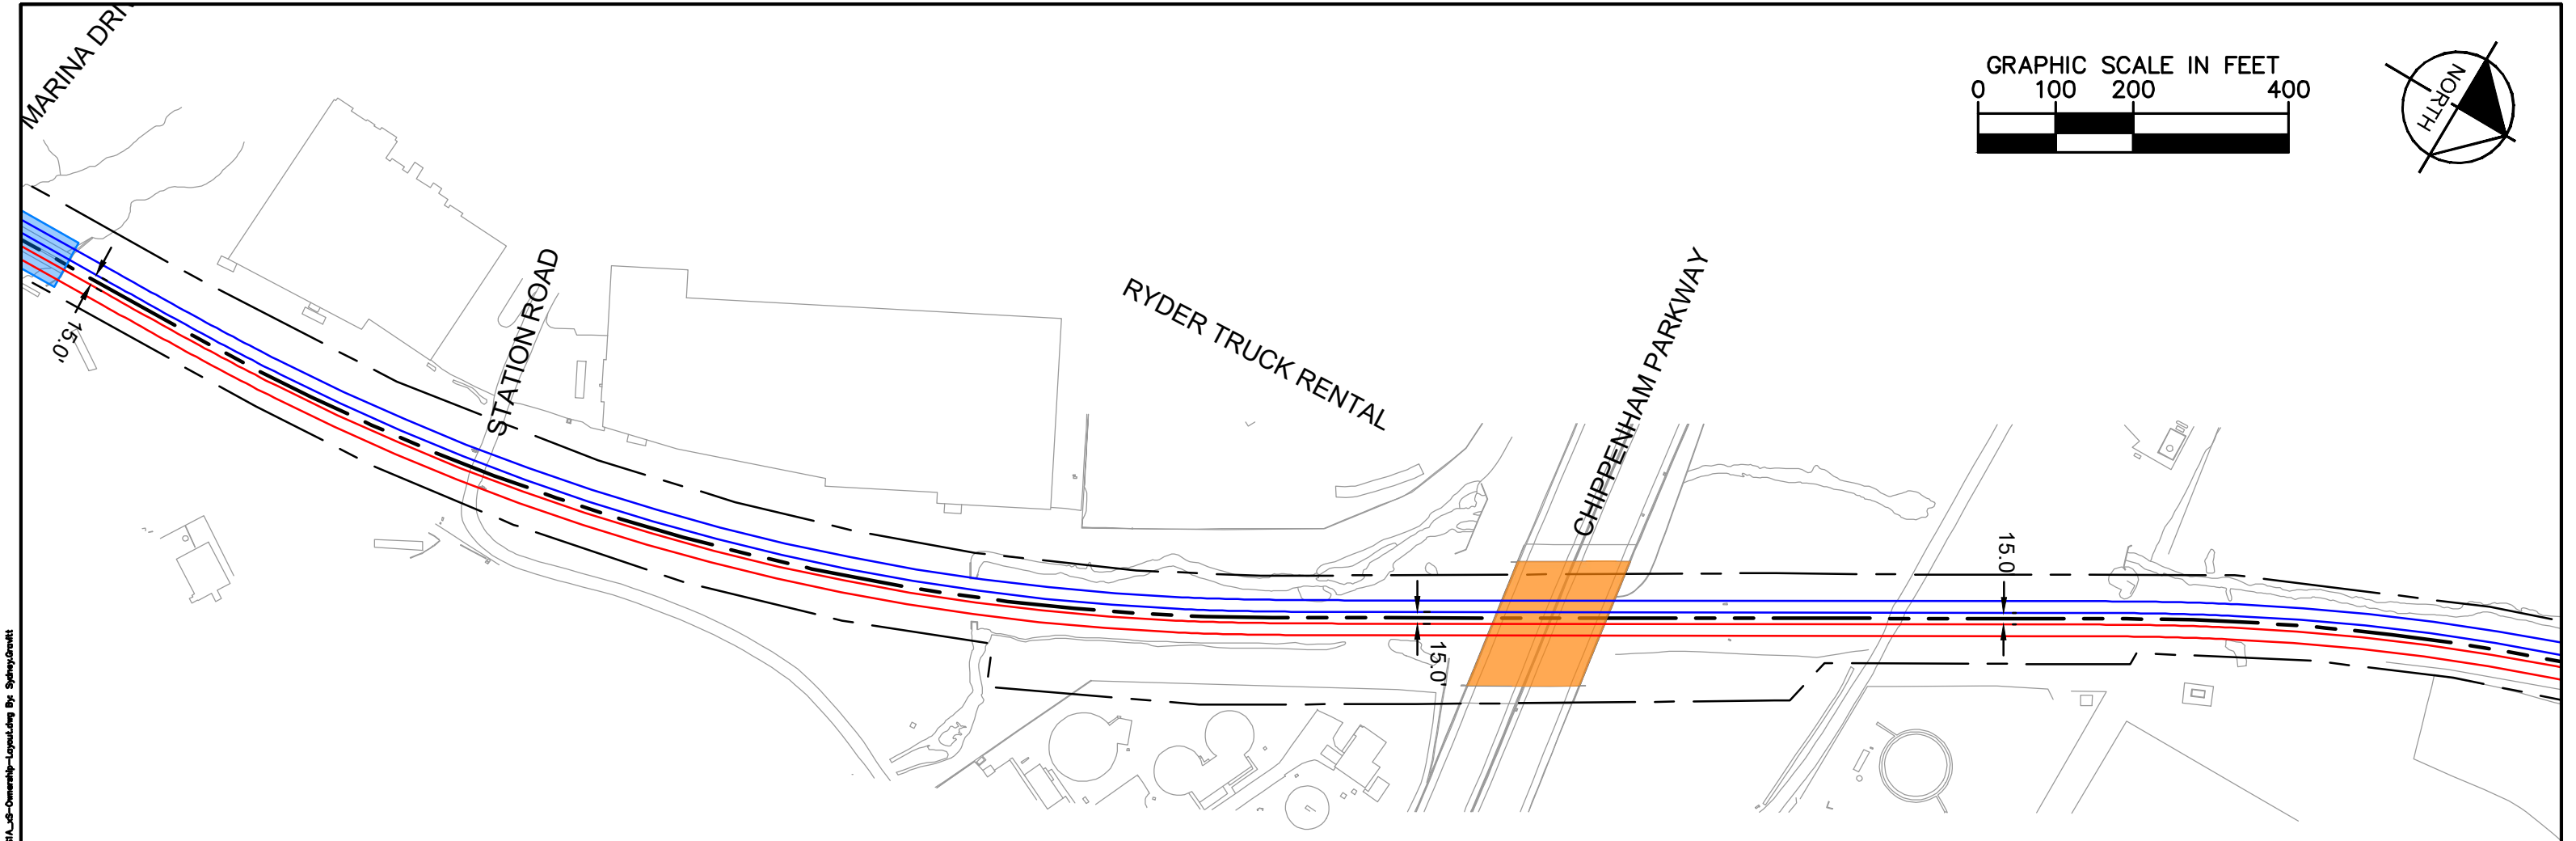 MARINA DRIV
GRAPHIC SCALE IN FEET
0 100 200 400
NORTH
STATION ROAD
RYDER TRUCK RENTAL
CHIPPENHAM PARKWAY
15.0'
15.0'
15.0